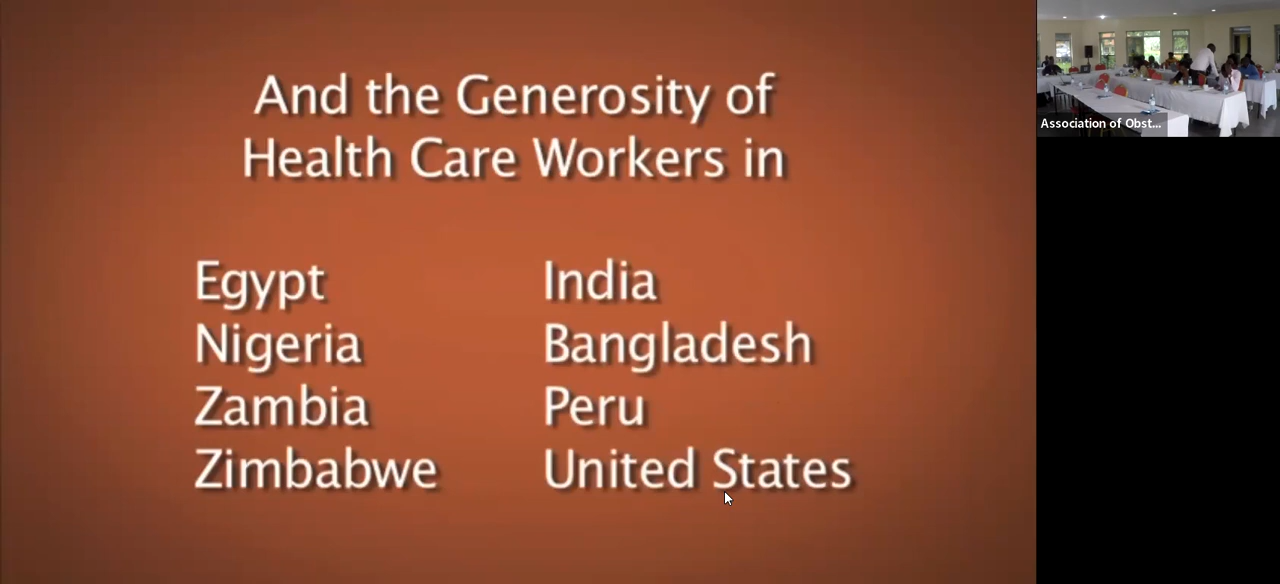 And the Generosity of
Health Care Workers in
Egypt
Nigeria
Zambia
Zimbabwe
India
Bangladesh
Peru
United States
Association of Obst...